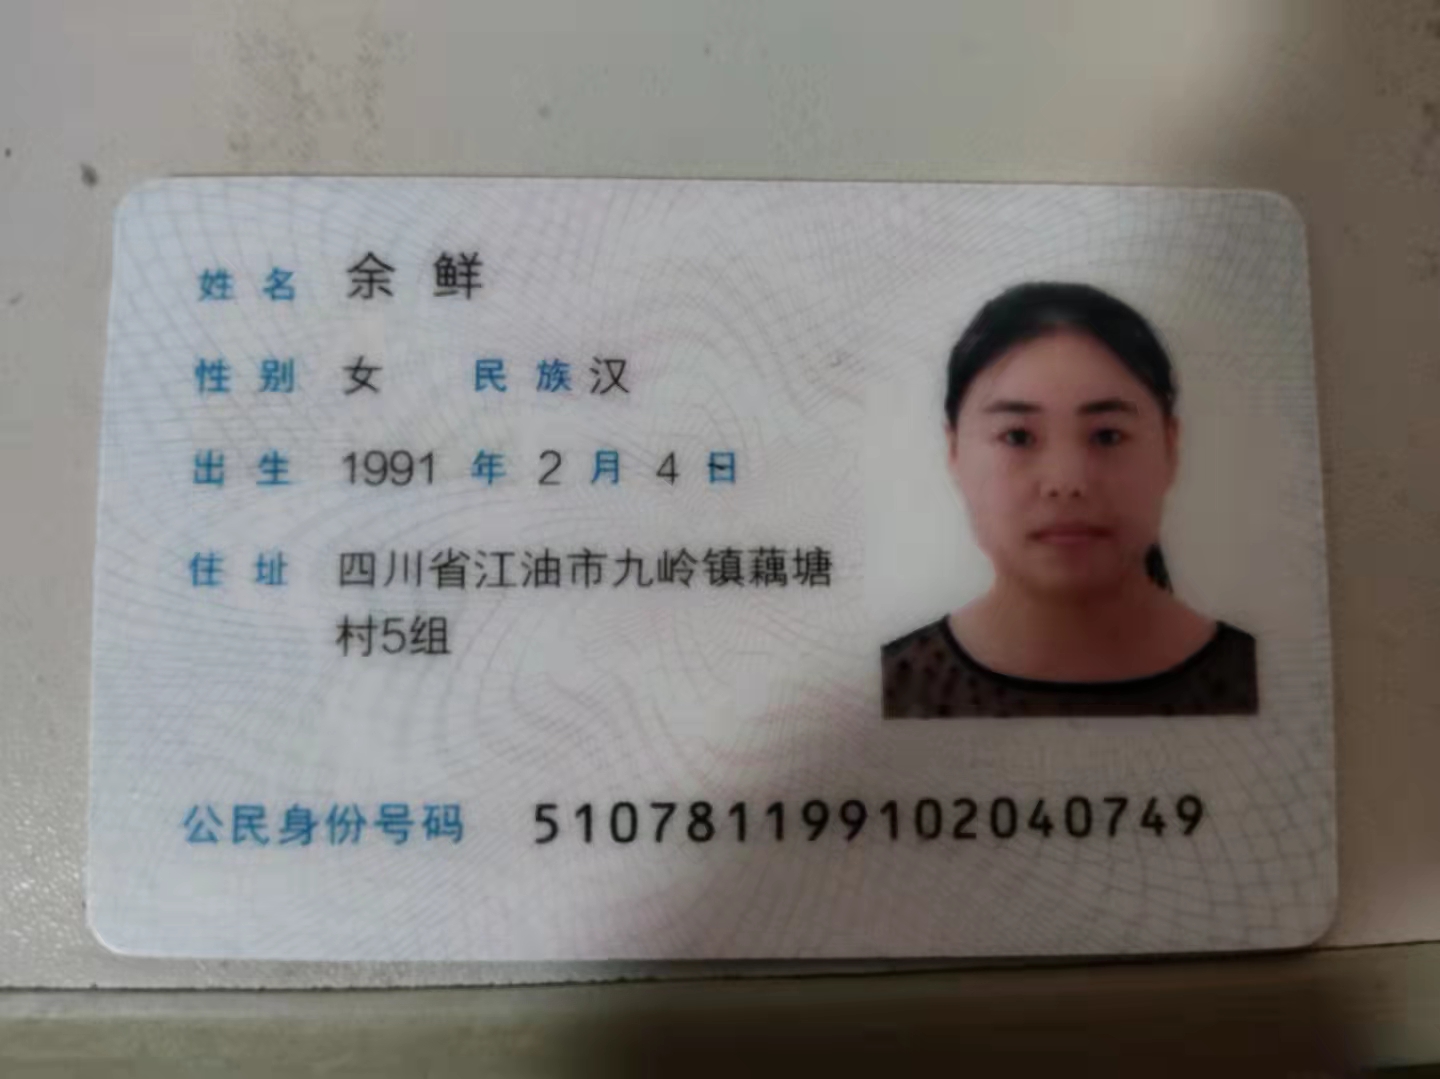 姓名 余鲜
性别 女 民族 汉
出生 1991 年 2 月 4 日
住址 四川省江油市九岭镇藕塘
村5组
公民身份号码 510781199102040749